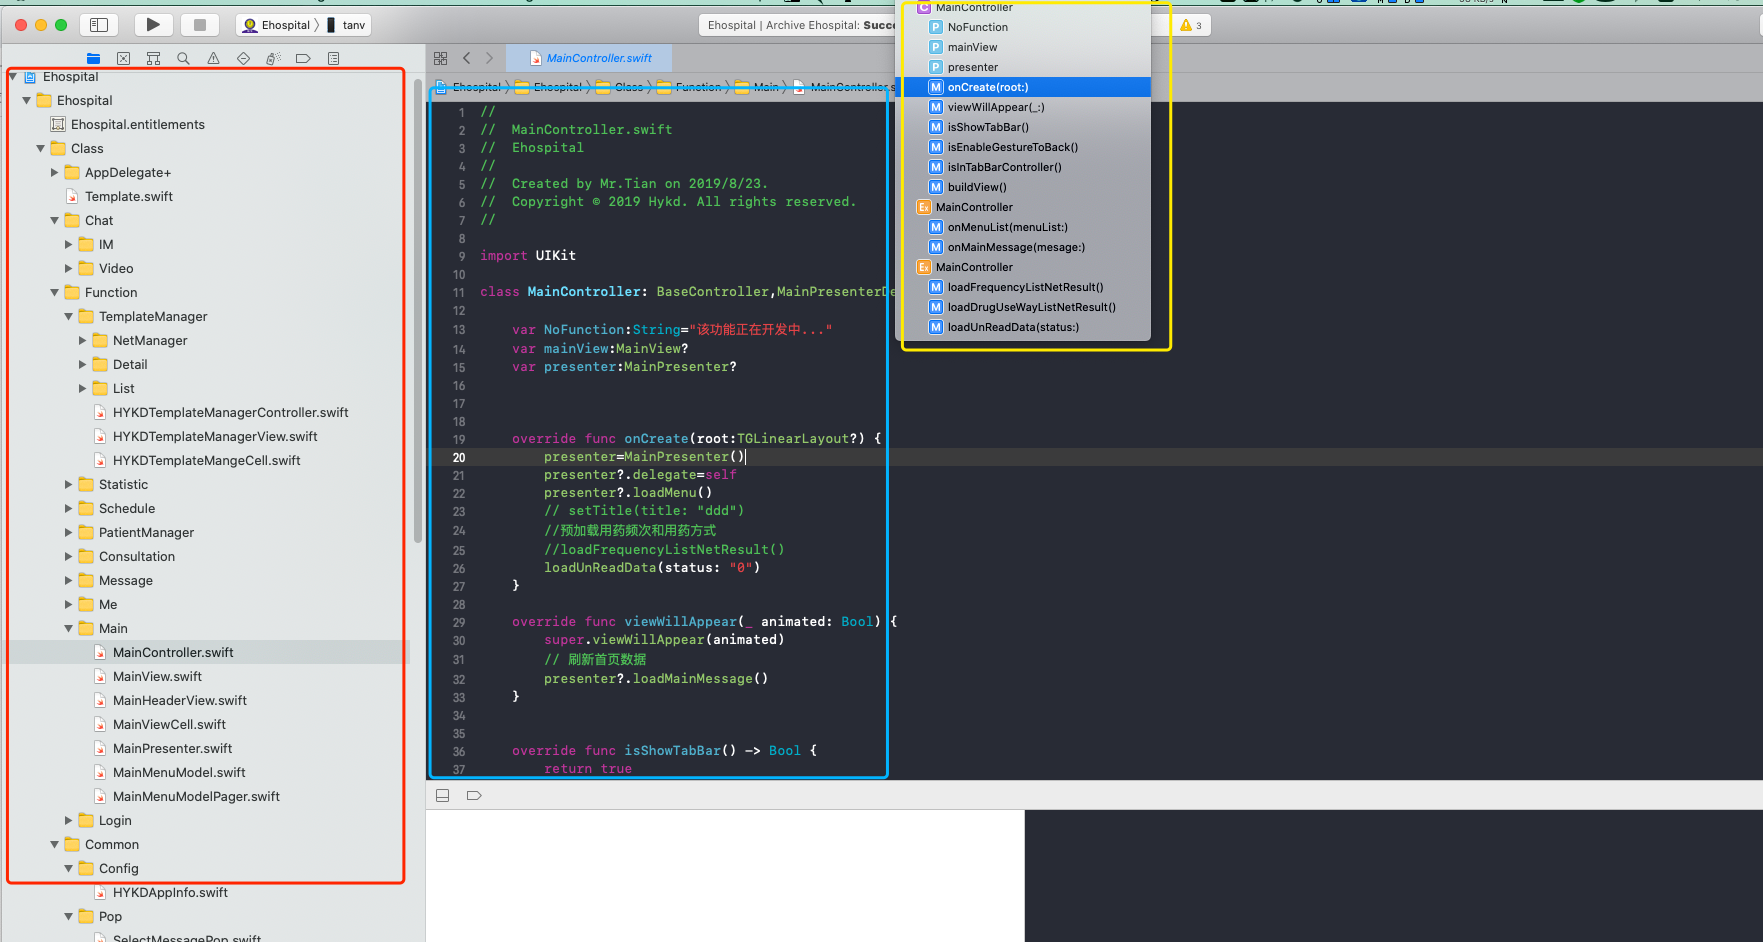 Ehospital
tanv
Ehospital | Archive Ehospital: Succe
3
Ehospital
Ehospital
Ehospital.entitlements
Class
AppDelegate+
Template.swift
Chat
IM
Video
Function
TemplateManager
NetManager
Detail
List
HYKDTemplateManagerController.swift
HYKDTemplateManagerView.swift
HYKDTemplateMangeCell.swift
Statistic
Schedule
PatientManager
Consultation
Message
Me
Main
MainController.swift
MainView.swift
MainHeaderView.swift
MainViewCell.swift
MainPresenter.swift
MainMenuModel.swift
MainMenuModelPager.swift
Login
Common
Config
HYKDAppInfo.swift
Pop
SelectMessagePop.swift
MainController.swift
Ehospital Ehospital Class Function Main MainController.s
1 //
2 //  MainController.swift
3 //  Ehospital
4 //
5 //  Created by Mr.Tian on 2019/8/23.
6 //  Copyright © 2019 Hykd. All rights reserved.
7 //
8
9 import UIKit
10
11 class MainController: BaseController,MainPresenterDe
12
13 var NoFunction:String="该功能正在开发中..."
14 var mainView:MainView?
15 var presenter:MainPresenter?
16
17
18
19 override func onCreate(root:TGLinearLayout?) {
20 presenter=MainPresenter()
21 presenter?.delegate=self
22 presenter?.loadMenu()
23 // setTitle(title: "ddd")
24 //预加载用药频次和用药方式
25 //loadFrequencyListNetResult()
26 loadUnReadData(status: "0")
27 }
28
29 override func viewWillAppear(_ animated: Bool) {
30 super.viewWillAppear(animated)
31 // 刷新首页数据
32 presenter?.loadMainMessage()
33 }
34
35
36 override func isShowTabBar() -> Bool {
37 return true
C MainController
P NoFunction
P mainView
P presenter
M onCreate(root:)
M viewWillAppear(_:)
M isShowTabBar()
M isEnableGestureToBack()
M isInTabBarController()
M buildView()
Ex MainController
M onMenuList(menuList:)
M onMainMessage(mesage:)
Ex MainController
M loadFrequencyListNetResult()
M loadDrugUseWayListNetResult()
M loadUnReadData(status:)